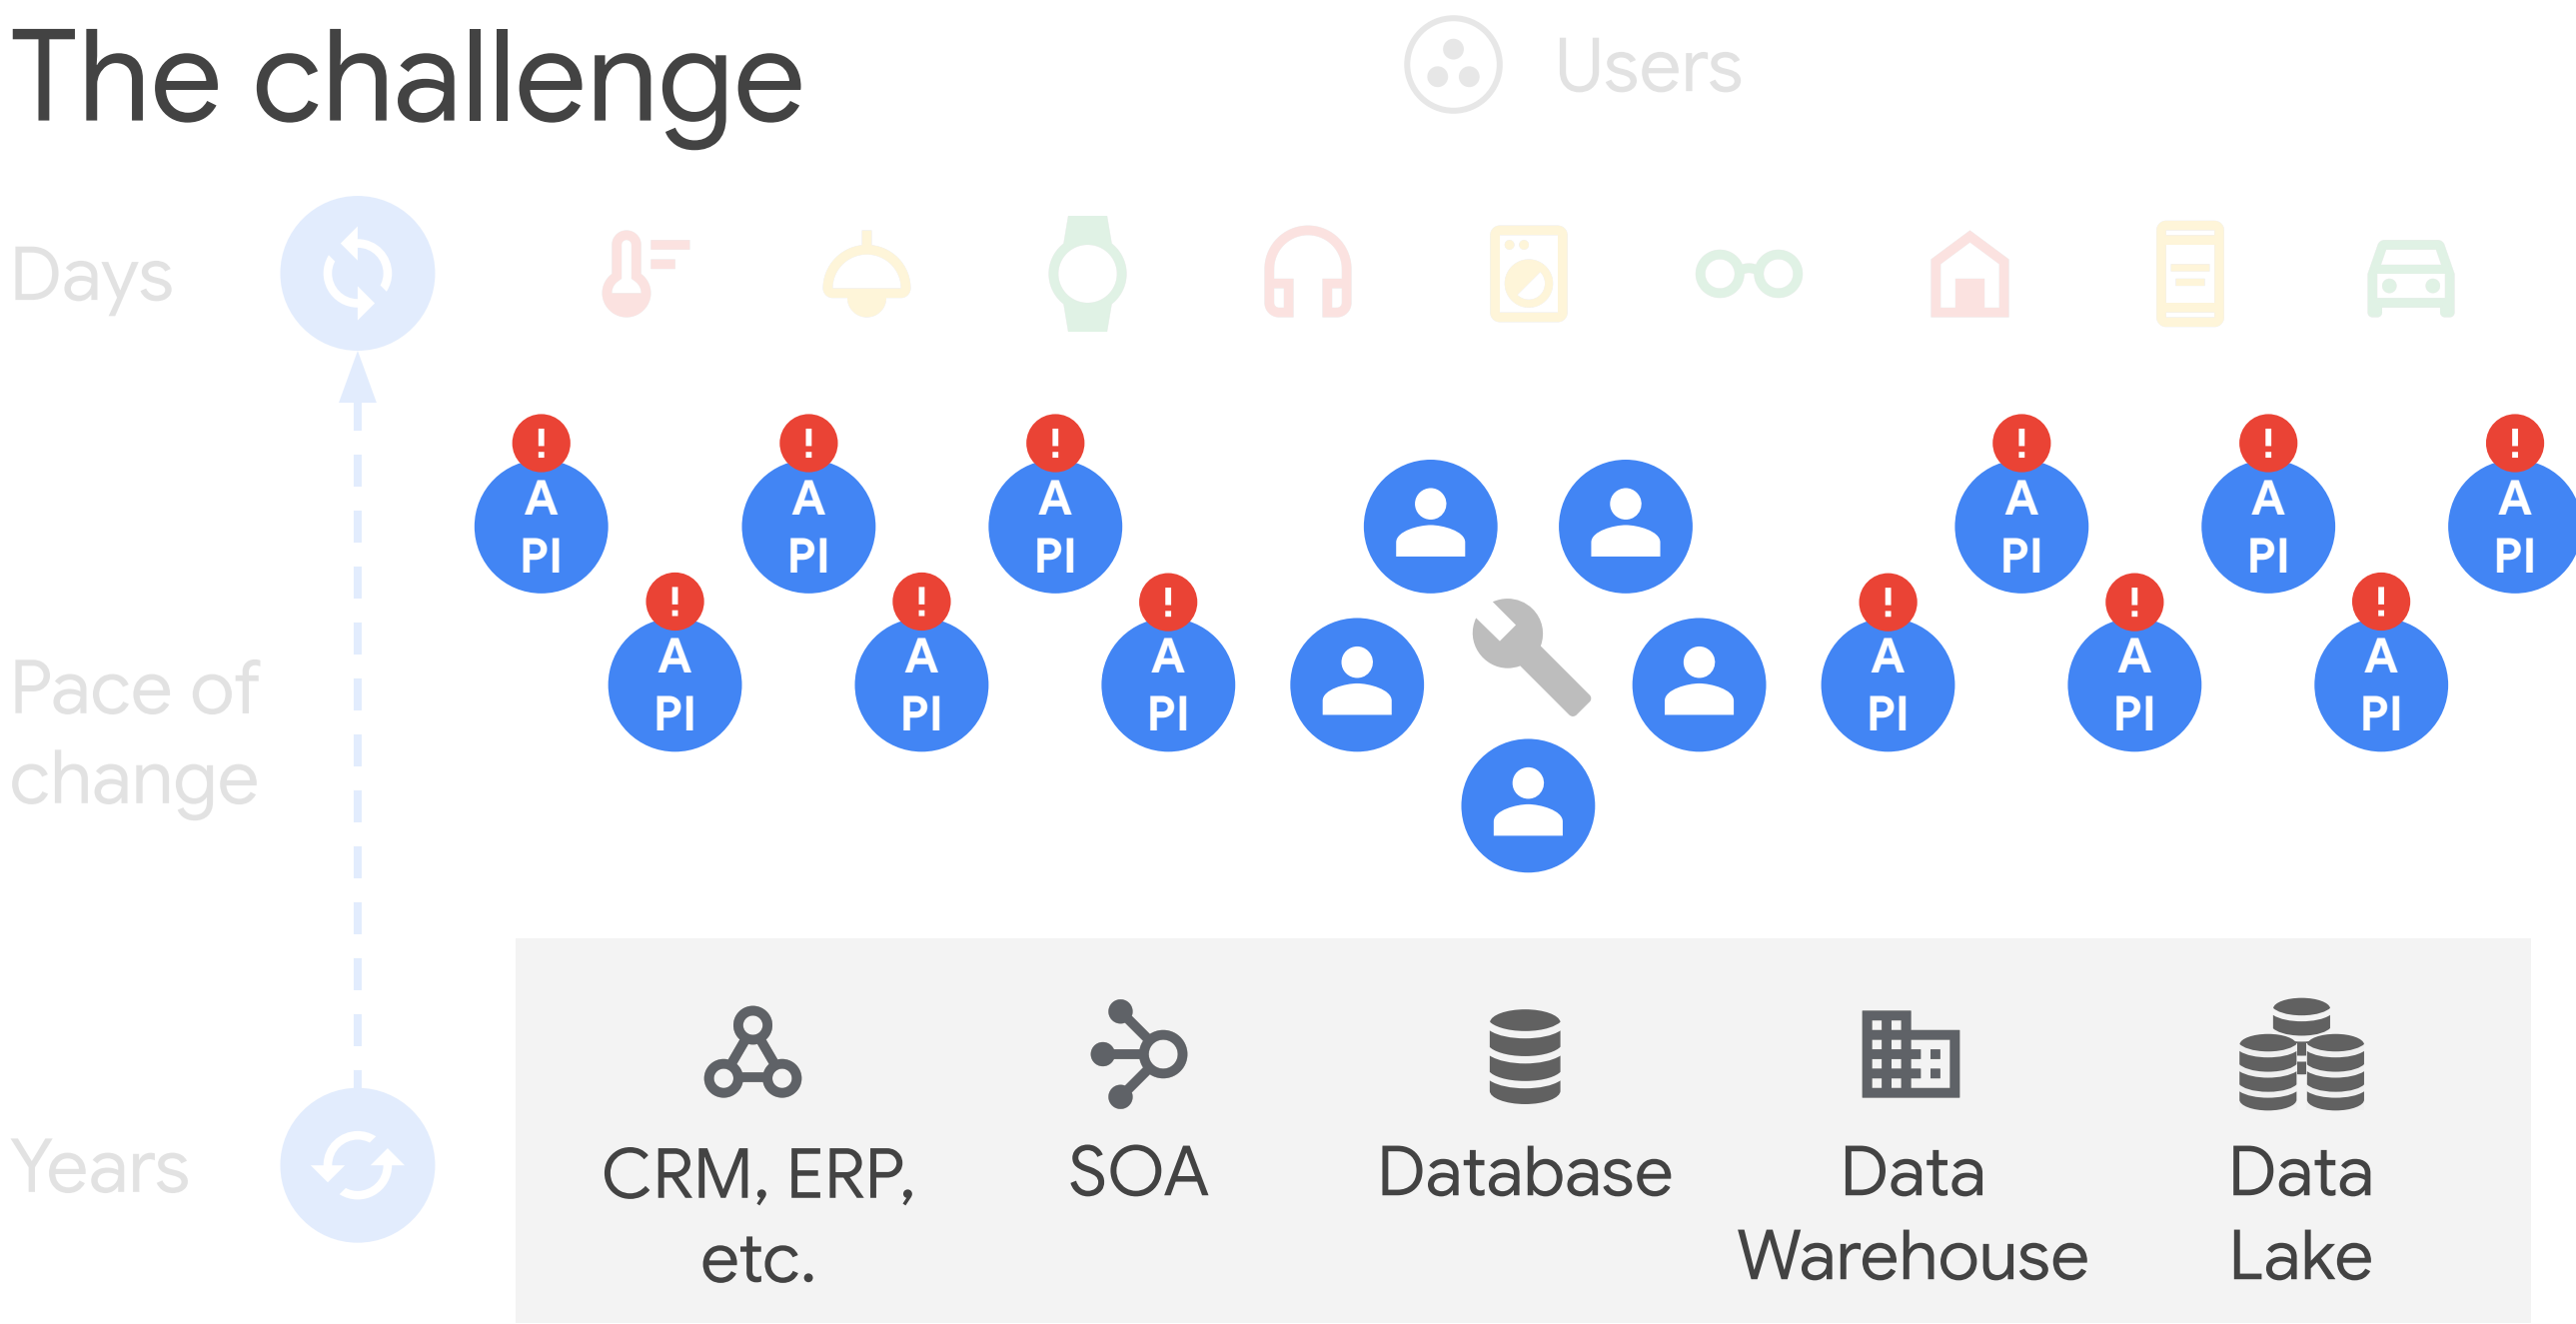 The challenge
Users
Days
!
A
PI
!
A
PI
!
A
PI
!
A
PI
!
A
PI
!
A
PI
!
A
PI
!
A
PI
!
A
PI
!
A
PI
!
A
PI
!
A
PI
Pace of
change
Years
CRM, ERP,
etc.
SOA
Database
Data
Warehouse
Data
Lake